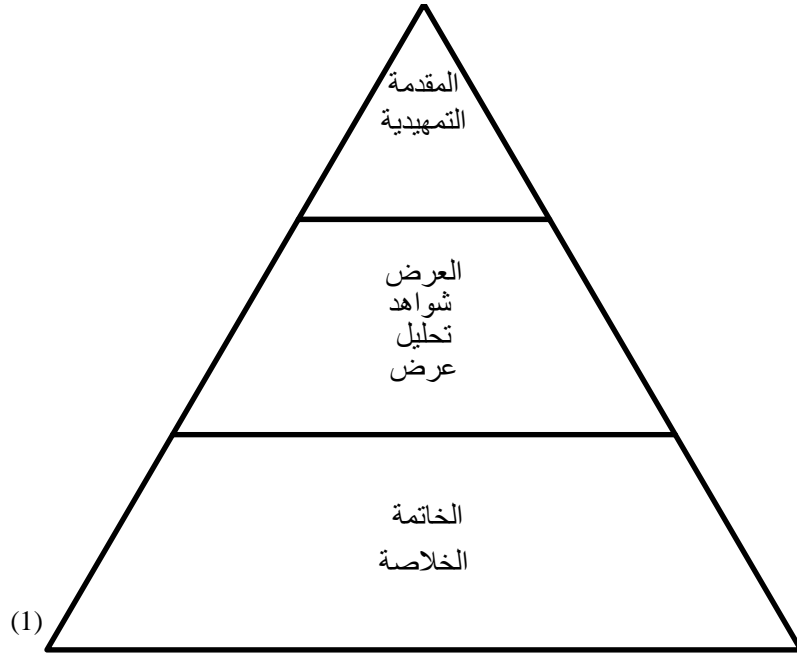 المقدمة
التمهيدية
العرض
شواهد
تحليل
عرض
الخاتمة
الخلاصة
(1)